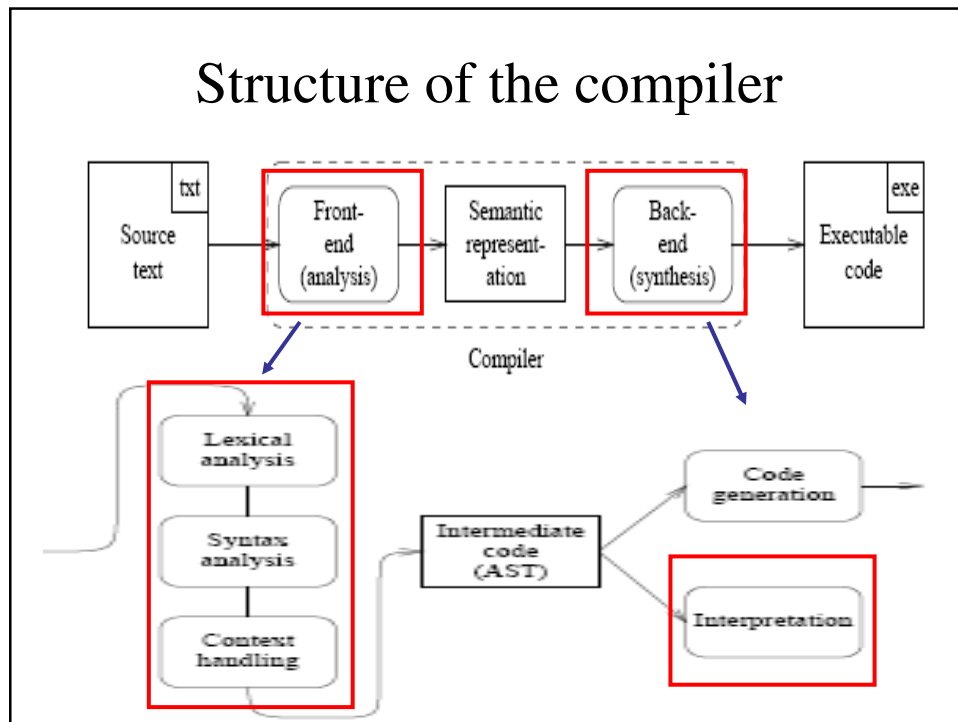 Structure of the compiler
txt
Source
text
Front-
end
(analysis)
Semantic
represent-
ation
Back-
end
(synthesis)
exe
Executable
code
Compiler
Lexical
analysis
Syntax
analysis
Context
handling
Intermediate
code
(AST)
Code
generation
Interpretation